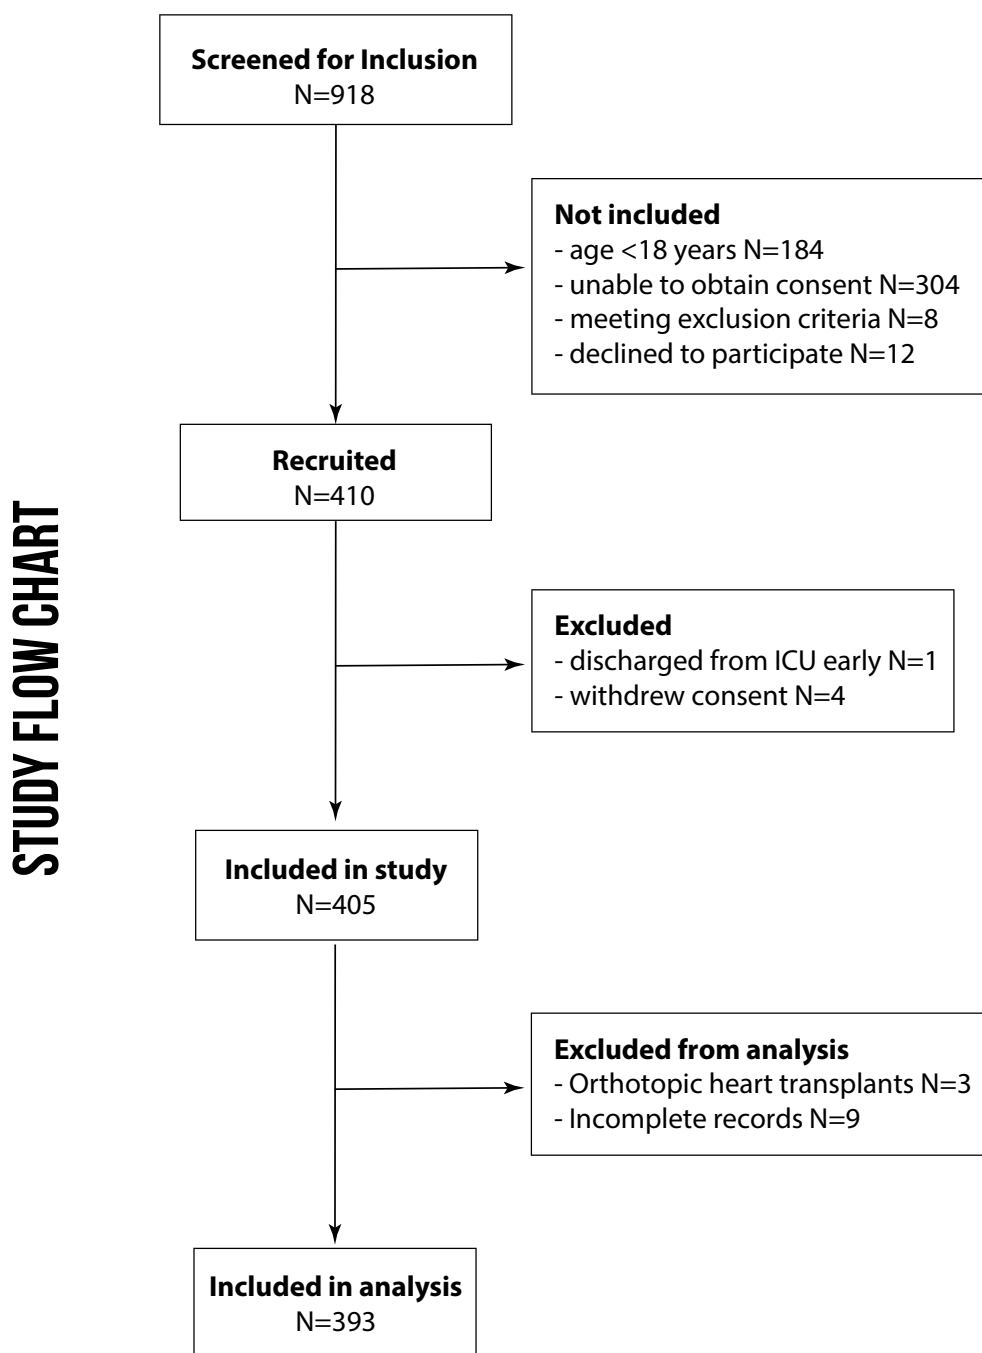 STUDY FLOW CHART
Screened for Inclusion
N=918
Not included
- age <18 years N=184
- unable to obtain consent N=304
- meeting exclusion criteria N=8
- declined to participate N=12
Recruited
N=410
Excluded
- discharged from ICU early N=1
- withdrew consent N=4
Included in study
N=405
Excluded from analysis
- Orthotopic heart transplants N=3
- Incomplete records N=9
Included in analysis
N=393